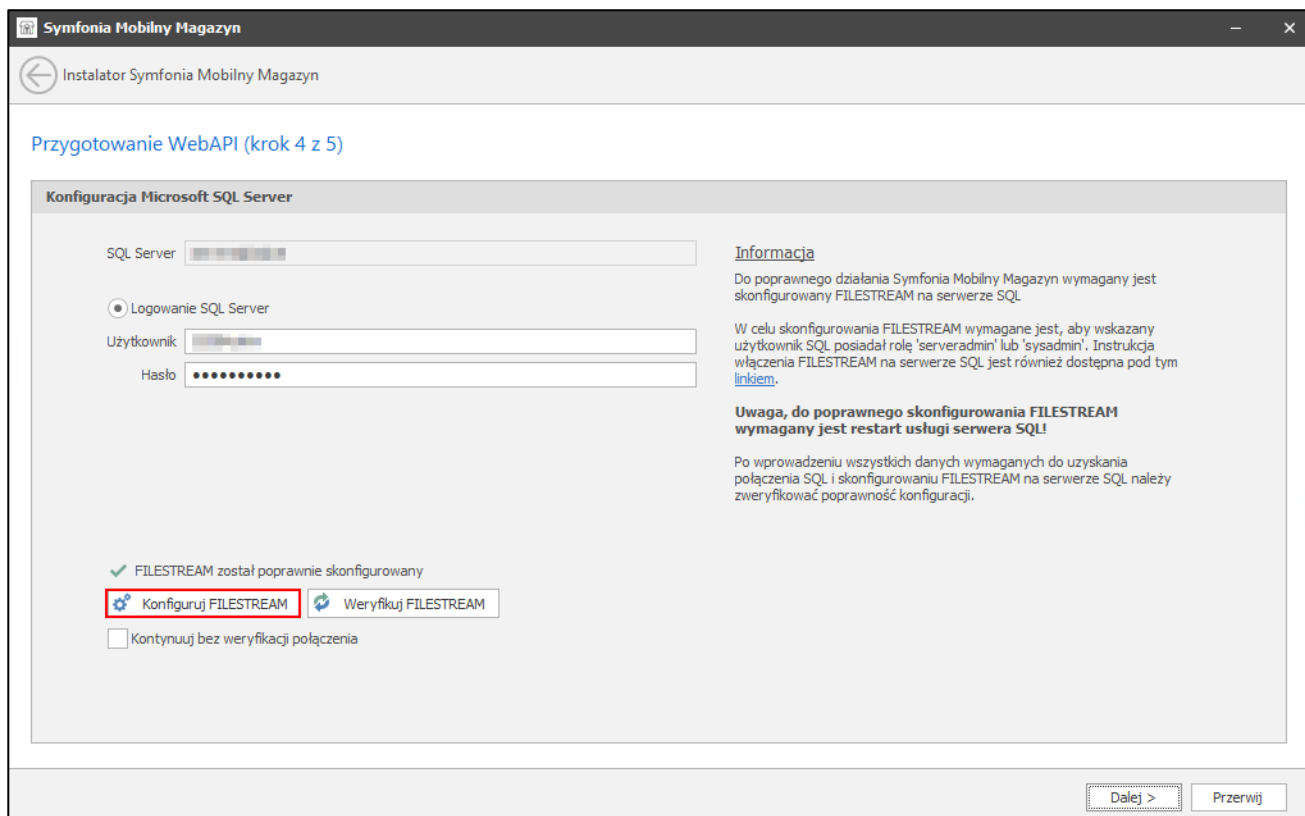 Symfonia Mobilny Magazyn
Instalator Symfonia Mobilny Magazyn
Przygotowanie WebAPI (krok 4 z 5)
Konfiguracja Microsoft SQL Server
SQL Server
Logowanie SQL Server
Użytkownik
Hasło ●●●●●●●●●●
Informacja
Do poprawnego działania Symfonia Mobilny Magazyn wymagany jest
skonfigurowany FILESTREAM na serwerze SQL
W celu skonfigurowania FILESTREAM wymagane jest, aby wskazany
użytkownik SQL posiadał rolę 'serveradmin' lub 'sysadmin'. Instrukcja
włączenia FILESTREAM na serwerze SQL jest również dostępna pod tym
linkiem.
Uwaga, do poprawnego skonfigurowania FILESTREAM
wymagany jest restart usługi serwera SQL!
Po wprowadzeniu wszystkich danych wymaganych do uzyskania
połączenia SQL i skonfigurowaniu FILESTREAM na serwerze SQL należy
zweryfikować poprawność konfiguracji.
FILESTREAM został poprawnie skonfigurowany
Konfiguruj FILESTREAM
Weryfikuj FILESTREAM
Kontynuuj bez weryfikacji połączenia
Dalej >
Przerwij